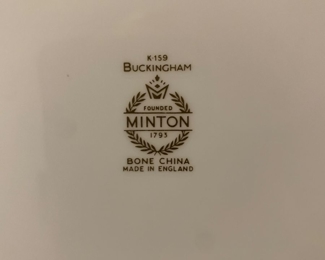 K-159
BUCKINGHAM
FOUNDED
MINTON
1793
BONE CHINA
MADE IN ENGLAND